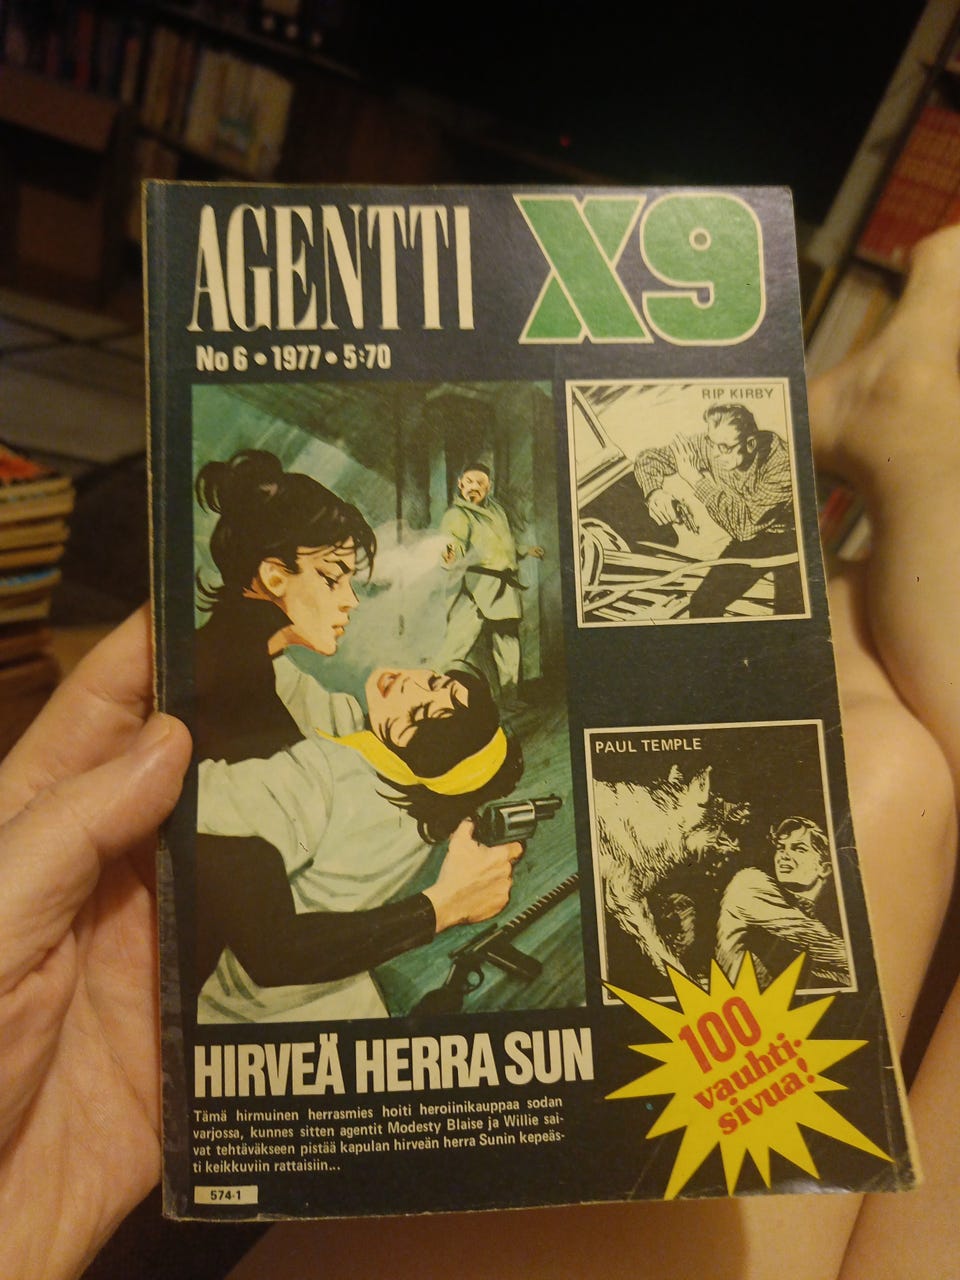 AGENTTI X9
No 6 • 1977 • 5:70
RIP KIRBY
PAUL TEMPLE
100
vauhti-
sivua!
HIRVEÄ HERRA SUN
Tämä hirmuinen herrasmies hoiti heroiinikauppaa sodan
varjossa, kunnes sitten agentit Modesty Blaise ja Willie sai-
vat tehtäväkseen pistää kapulan hirveän herra Sunin kepeäs-
ti keikkuviin rattaisiin...
574-1